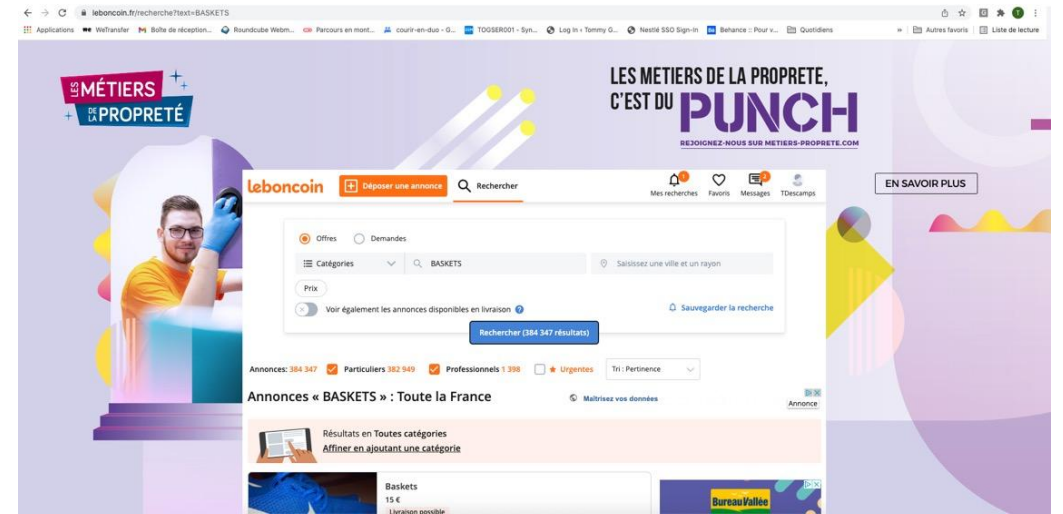 leboncoin.fr/recherche?text=BASKETS
Applications WeTransfer Boîte de réception... Roundcube Webm... Parcours en mont... courir-en-duo - G... TOGSER001 - Syn... Log In ‹ Tommy G... Nestlé SSO Sign-In Behance :: Pour v... Quotidiens » Autres favoris Liste de lecture
LES MÉTIERS
DE LA PROPRETÉ
LES METIERS DE LA PROPRETE,
C'EST DU PUNCH
REJOIGNEZ-NOUS SUR METIERS-PROPRETE.COM
EN SAVOIR PLUS
leboncoin Déposer une annonce Rechercher Mes recherches Favoris Messages TDescamps
Offres Demandes
Catégories BASKETS Saisissez une ville et un rayon
Prix
Voir également les annonces disponibles en livraison ? Sauvegarder la recherche
Rechercher (384 347 résultats)
Annonces: 384 347 Particuliers 382 949 Professionnels 1 398 Urgentes Tri : Pertinence
Annonces « BASKETS » : Toute la France Maîtrisez vos données
Annonce
Résultats en Toutes catégories
Affiner en ajoutant une catégorie
Baskets
15 €
Livraison possible
Bureau Vallée